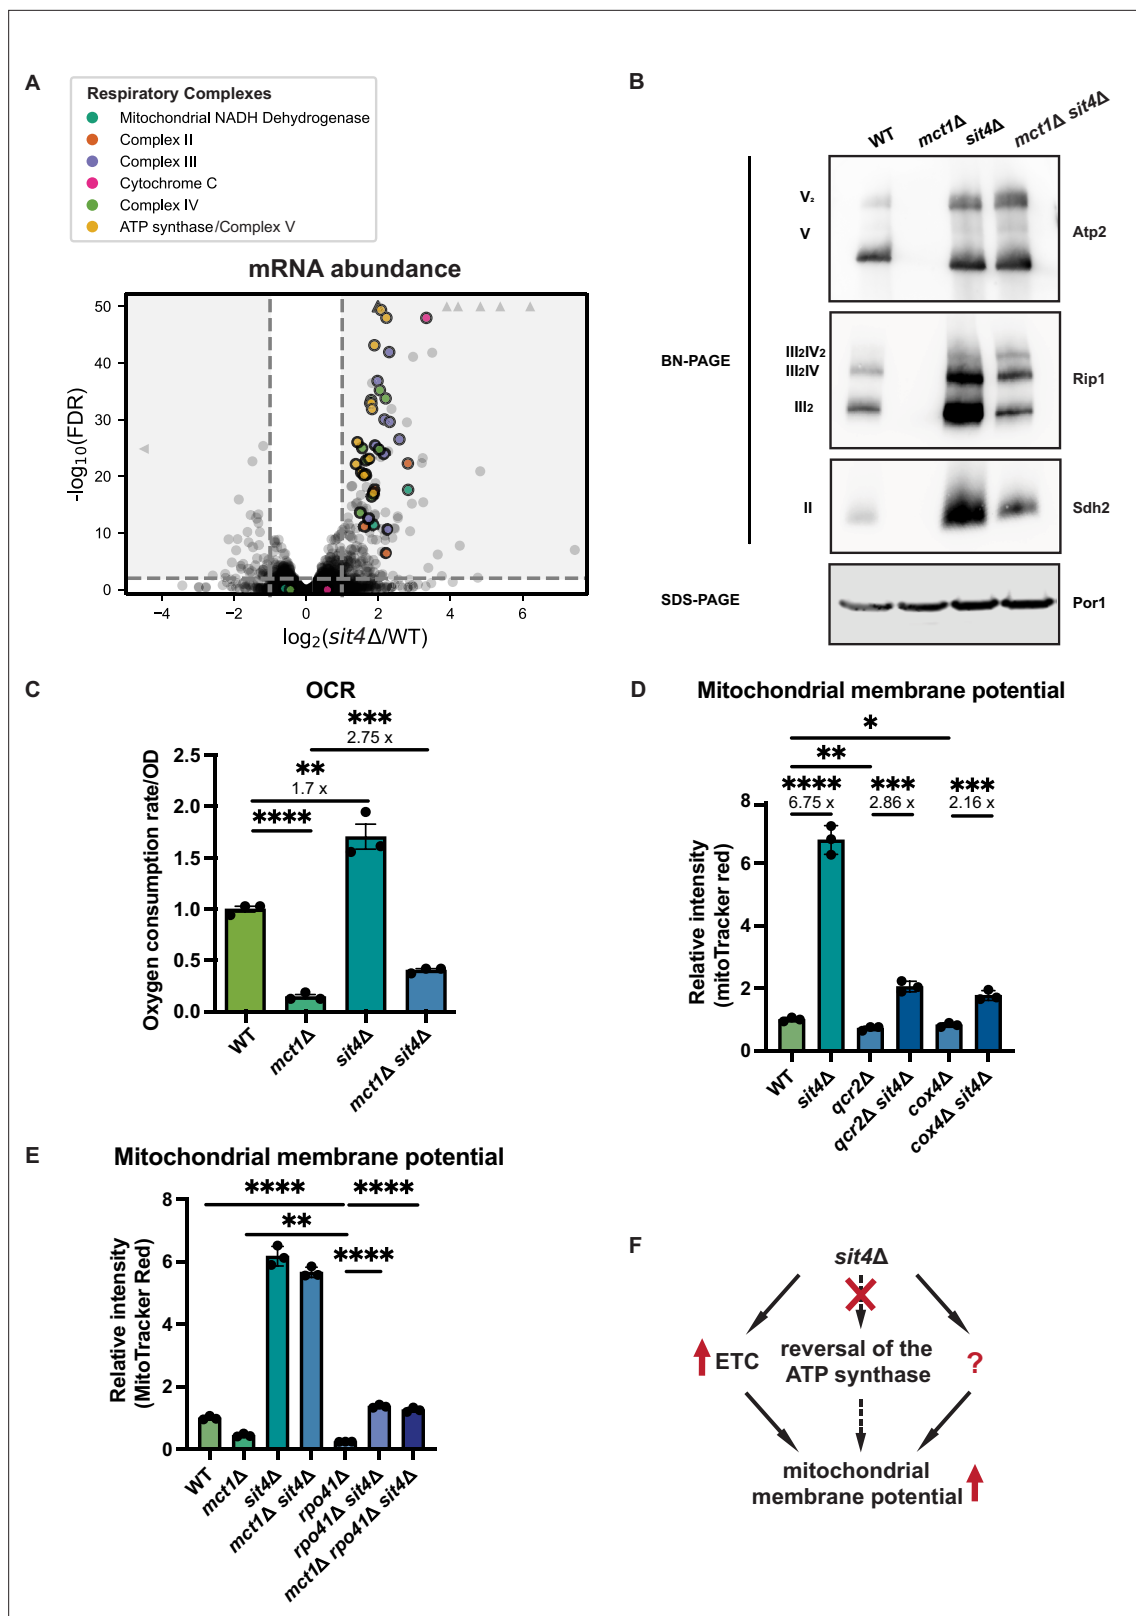 A
Respiratory Complexes
Mitochondrial NADH Dehydrogenase
Complex II
Complex III
Cytochrome C
Complex IV
ATP synthase/Complex V
mRNA abundance
50
40
30
20
10
0
-log10(FDR)
−4
−2
0
2
4
6
log2(sit4Δ/WT)
B
WT
mct1Δ
sit4Δ
mct1Δ sit4Δ
V2
V
Atp2
BN-PAGE
III2IV2
III2IV
III2
Rip1
II
Sdh2
SDS-PAGE
Por1
C
OCR
***
2.75 x
**
1.7 x
****
2.5
2.0
1.5
1.0
0.5
0.0
Oxygen consumption rate/OD
WT
mct1Δ
sit4Δ
mct1Δ sit4Δ
D
Mitochondrial membrane potential
*
**
**** *** ***
6.75 x 2.86 x 2.16 x
8
6
4
2
0
Relative intensity
(mitoTracker red)
WT
sit4Δ
qcr2Δ
qcr2Δ sit4Δ
cox4Δ
cox4Δ sit4Δ
E
Mitochondrial membrane potential
**** ****
**
****
8
6
4
2
0
Relative intensity
(MitoTracker Red)
WT
mct1Δ
sit4Δ
mct1Δ sit4Δ
rpo41Δ
rpo41Δ sit4Δ
mct1Δ rpo41Δ sit4Δ
F
sit4Δ
ETC
reversal of the
ATP synthase
?
mitochondrial
membrane potential